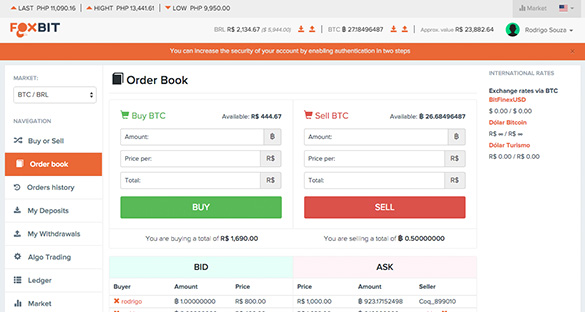 LAST PHP 11,090.16 HIGHT PHP 13,441.61 LOW PHP 9,950.00 Market
FOXBIT BRL R$ 2,134.67 (R$ 5,944.00) BTC ฿ 27.18496487 Approx. value R$ 23,882.64 Rodrigo Souza
You can increase the security of your account by enabling authentication in two steps ×
MARKET:
BTC / BRL
NAVIGATION
Buy or Sell
Order book
Orders history
My Deposits
My Withdrawals
Algo Trading
Ledger
Market
Order Book
Buy BTC Available: R$ 444.67
Amount: ฿
Price per: R$
Total: R$
BUY
You are buying a total of R$ 1,690.00
Sell BTC Available: ฿ 26.68496487
Amount: ฿
Price per: R$
Total: R$
SELL
You are selling a total of ฿ 0.50000000
BID ASK
Buyer Amount Price Price Amount Seller
rodrigo ฿ 1.00000000 R$ 800.00 R$ 1,000.00 ฿ 923.17152498 Coq_899010
INTERNATIONAL RATES
Exchange rates via BTC
BitFinexUSD
$ 0.00 / $ 0.00
Dólar Bitcoin
R$ ∞ / R$ ∞
Dólar Turismo
R$ 0.00 / R$ 0.00